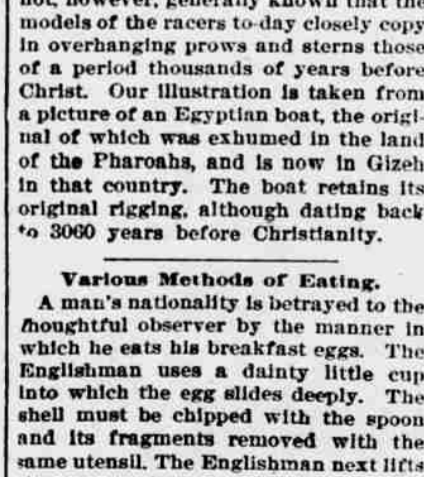 not, however, generally known that the
models of the racers to-day closely copy
in overhanging prows and sterns those
of a period thousands of years before
Christ. Our illustration is taken from
a picture of an Egyptian boat, the origi-
nal of which was exhumed in the land
of the Pharoahs, and is now in Gizeh
in that country. The boat retains its
original rigging, although dating back
to 3060 years before Christianity.
Various Methods of Eating.
A man's nationality is betrayed to the
thoughtful observer by the manner in
which he eats his breakfast eggs. The
Englishman uses a dainty little cup
into which the egg slides deeply. The
shell must be chipped with the spoon
and its fragments removed with the
same utensil. The Englishman next lifts